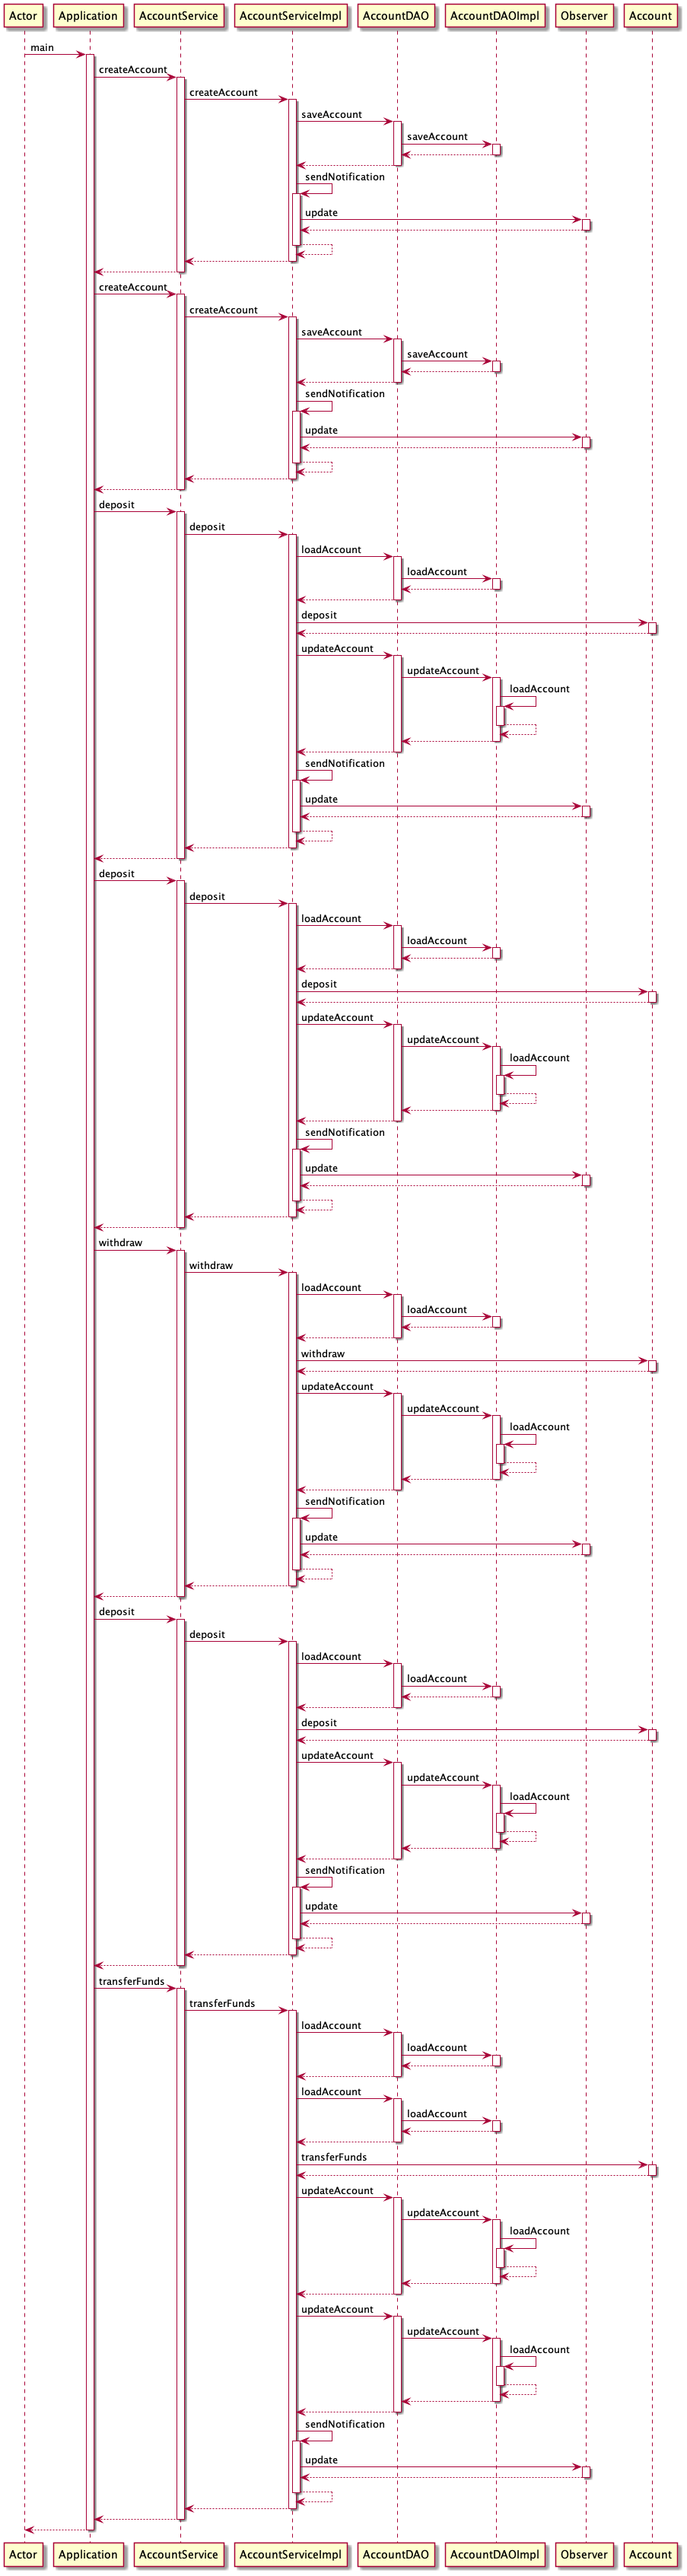 Actor Application AccountService AccountServiceImpl AccountDAO AccountDAOImpl Observer Account
main
createAccount
createAccount
saveAccount
saveAccount
sendNotification
update
createAccount
createAccount
saveAccount
saveAccount
sendNotification
update
deposit
deposit
loadAccount
loadAccount
deposit
updateAccount
updateAccount
loadAccount
sendNotification
update
deposit
deposit
loadAccount
loadAccount
deposit
updateAccount
updateAccount
loadAccount
sendNotification
update
withdraw
withdraw
loadAccount
loadAccount
withdraw
updateAccount
updateAccount
loadAccount
sendNotification
update
deposit
deposit
loadAccount
loadAccount
deposit
updateAccount
updateAccount
loadAccount
sendNotification
update
transferFunds
transferFunds
loadAccount
loadAccount
loadAccount
loadAccount
transferFunds
updateAccount
updateAccount
loadAccount
updateAccount
updateAccount
loadAccount
sendNotification
update
Actor Application AccountService AccountServiceImpl AccountDAO AccountDAOImpl Observer Account